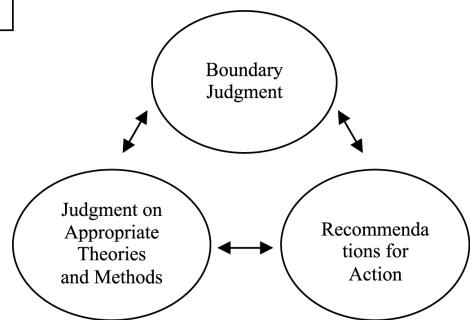 Boundary
Judgment
Judgment on
Appropriate
Theories
and Methods
Recommenda
tions for
Action